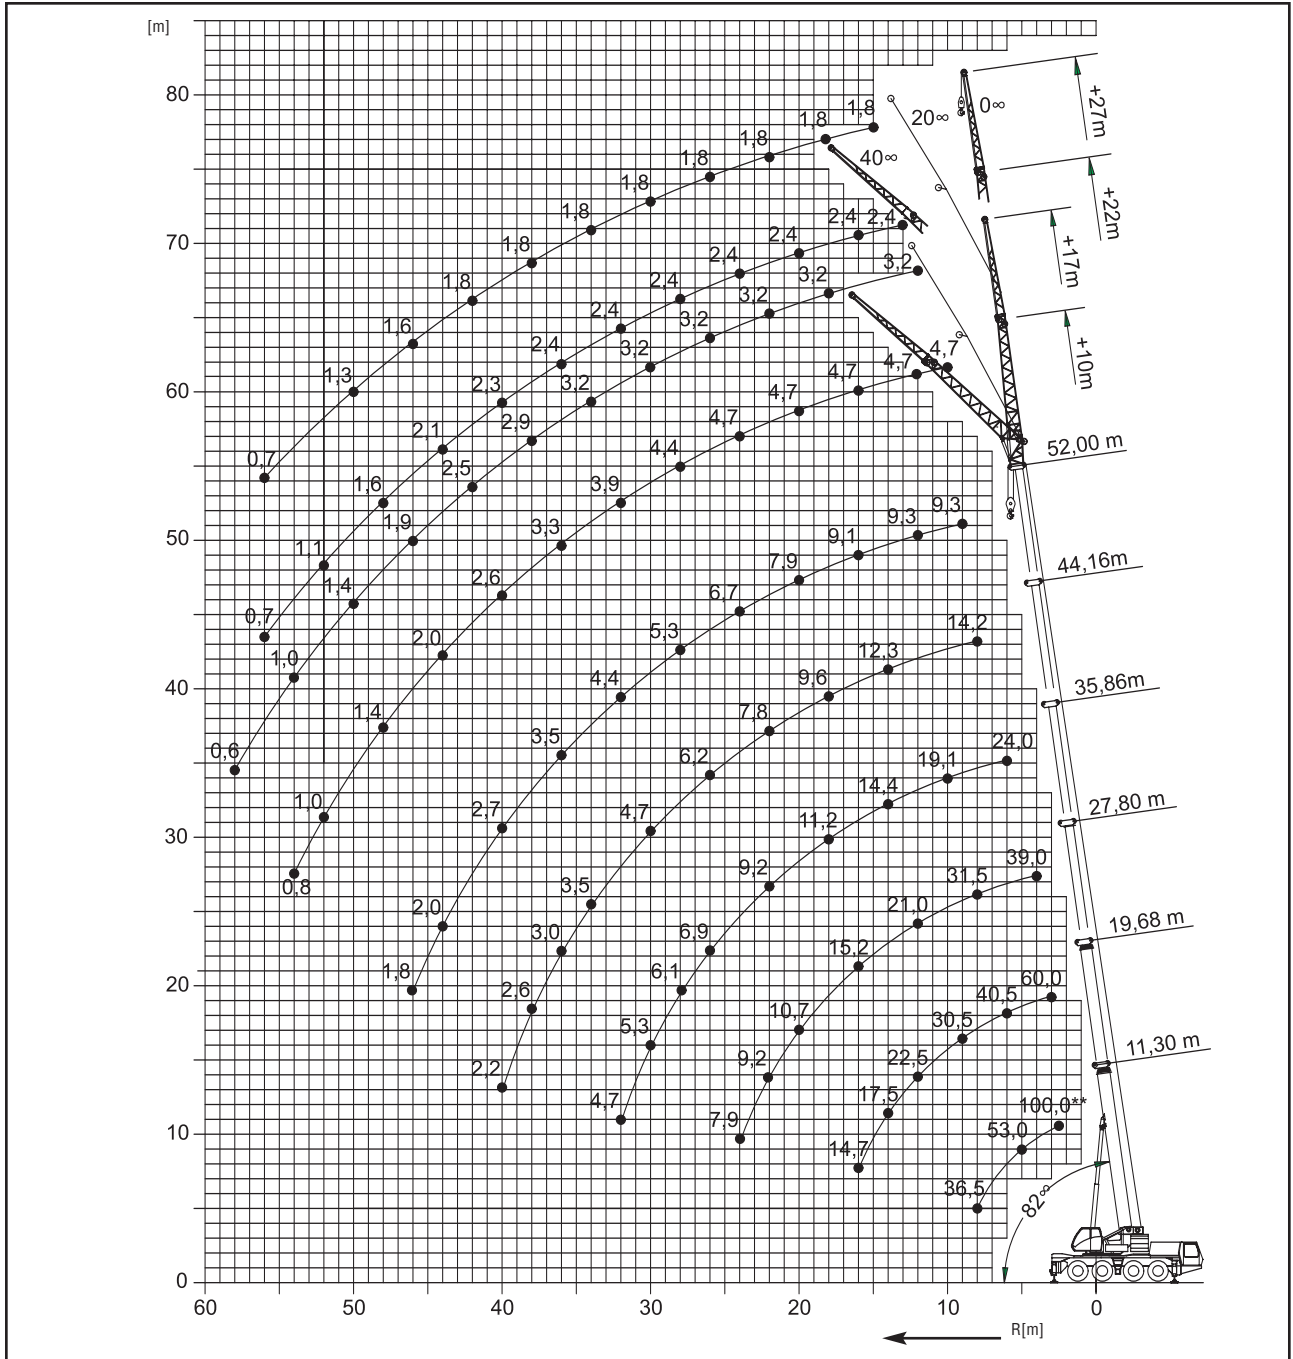 [m]
80
70
60
50
40
30
20
10
0
60 50 40 30 20 10 0
R[m]
+27m
+22m
+17m
+10m
0∞
20∞
40∞
52,00 m
44,16m
35,86m
27,80 m
19,68 m
11,30 m
82∞
0,7 1,3 1,6 1,8 1,8 1,8 1,8 1,8 1,8 1,8 1,8
0,7 1,1 1,6 2,1 2,3 2,4 2,4 2,4 2,4 2,4 2,4 2,4
0,6 1,0 1,4 1,9 2,5 2,9 3,2 3,2 3,2 3,2 3,2 3,2
0,8 1,0 1,4 2,0 2,6 3,3 3,9 4,4 4,7 4,7 4,7 4,7 4,7
1,8 2,0 2,7 3,5 4,4 5,3 6,7 7,9 9,1 9,3 9,3
2,2 2,6 3,0 3,5 4,7 6,2 7,8 9,6 12,3 14,2
4,7 5,3 6,1 6,9 9,2 11,2 14,4 19,1 24,0
7,9 9,2 10,7 15,2 21,0 31,5 39,0
14,7 17,5 22,5 30,5 40,5 60,0
36,5 53,0 100,0**